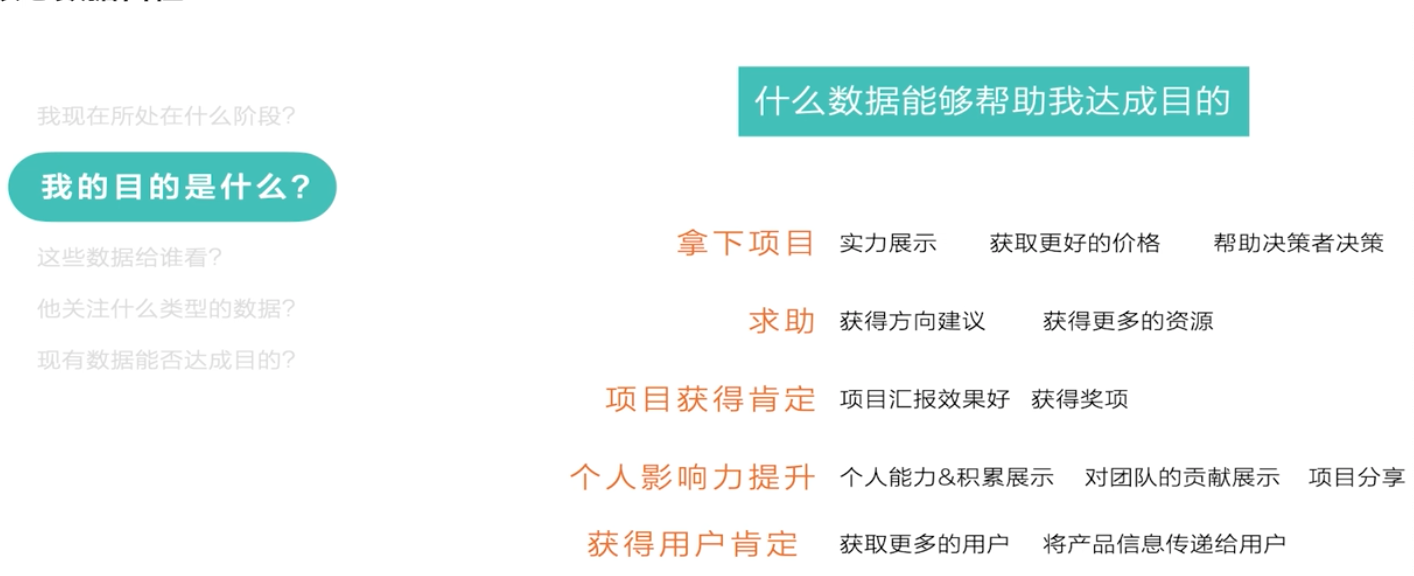 我现在所处在什么阶段?
我的目的是什么?
这些数据给谁看?
他关注什么类型的数据?
现有数据能否达成目的?
什么数据能够帮助我达成目的
拿下项目 实力展示 获取更好的价格 帮助决策者决策
求助 获得方向建议 获得更多的资源
项目获得肯定 项目汇报效果好 获得奖项
个人影响力提升 个人能力&积累展示 对团队的贡献展示 项目分享
获得用户肯定 获取更多的用户 将产品信息传递给用户